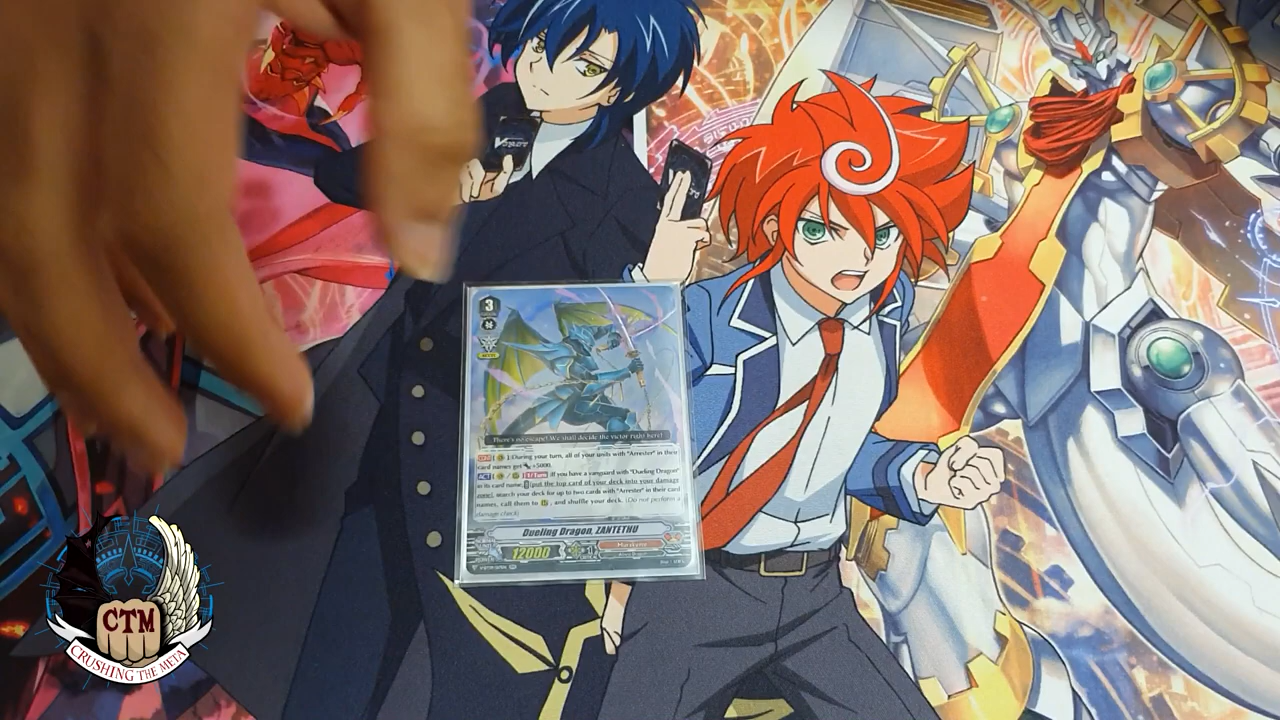 3
"There's no escape! We shall decide the victor right here!"
During your turn, all of your units with "Arrester" in their
card names get +5000.
ACT 1/Turn If you have a vanguard with "Dueling Dragon"
in its card name, put the top card of your deck into your damage
zone], search your deck for up to two cards with "Arrester" in their card
names, call them to , and shuffle your deck. (Do not perform a
damage check)
Dueling Dragon, ZANTETHU
12000
Murakumo
CTM
CRUSHING THE META